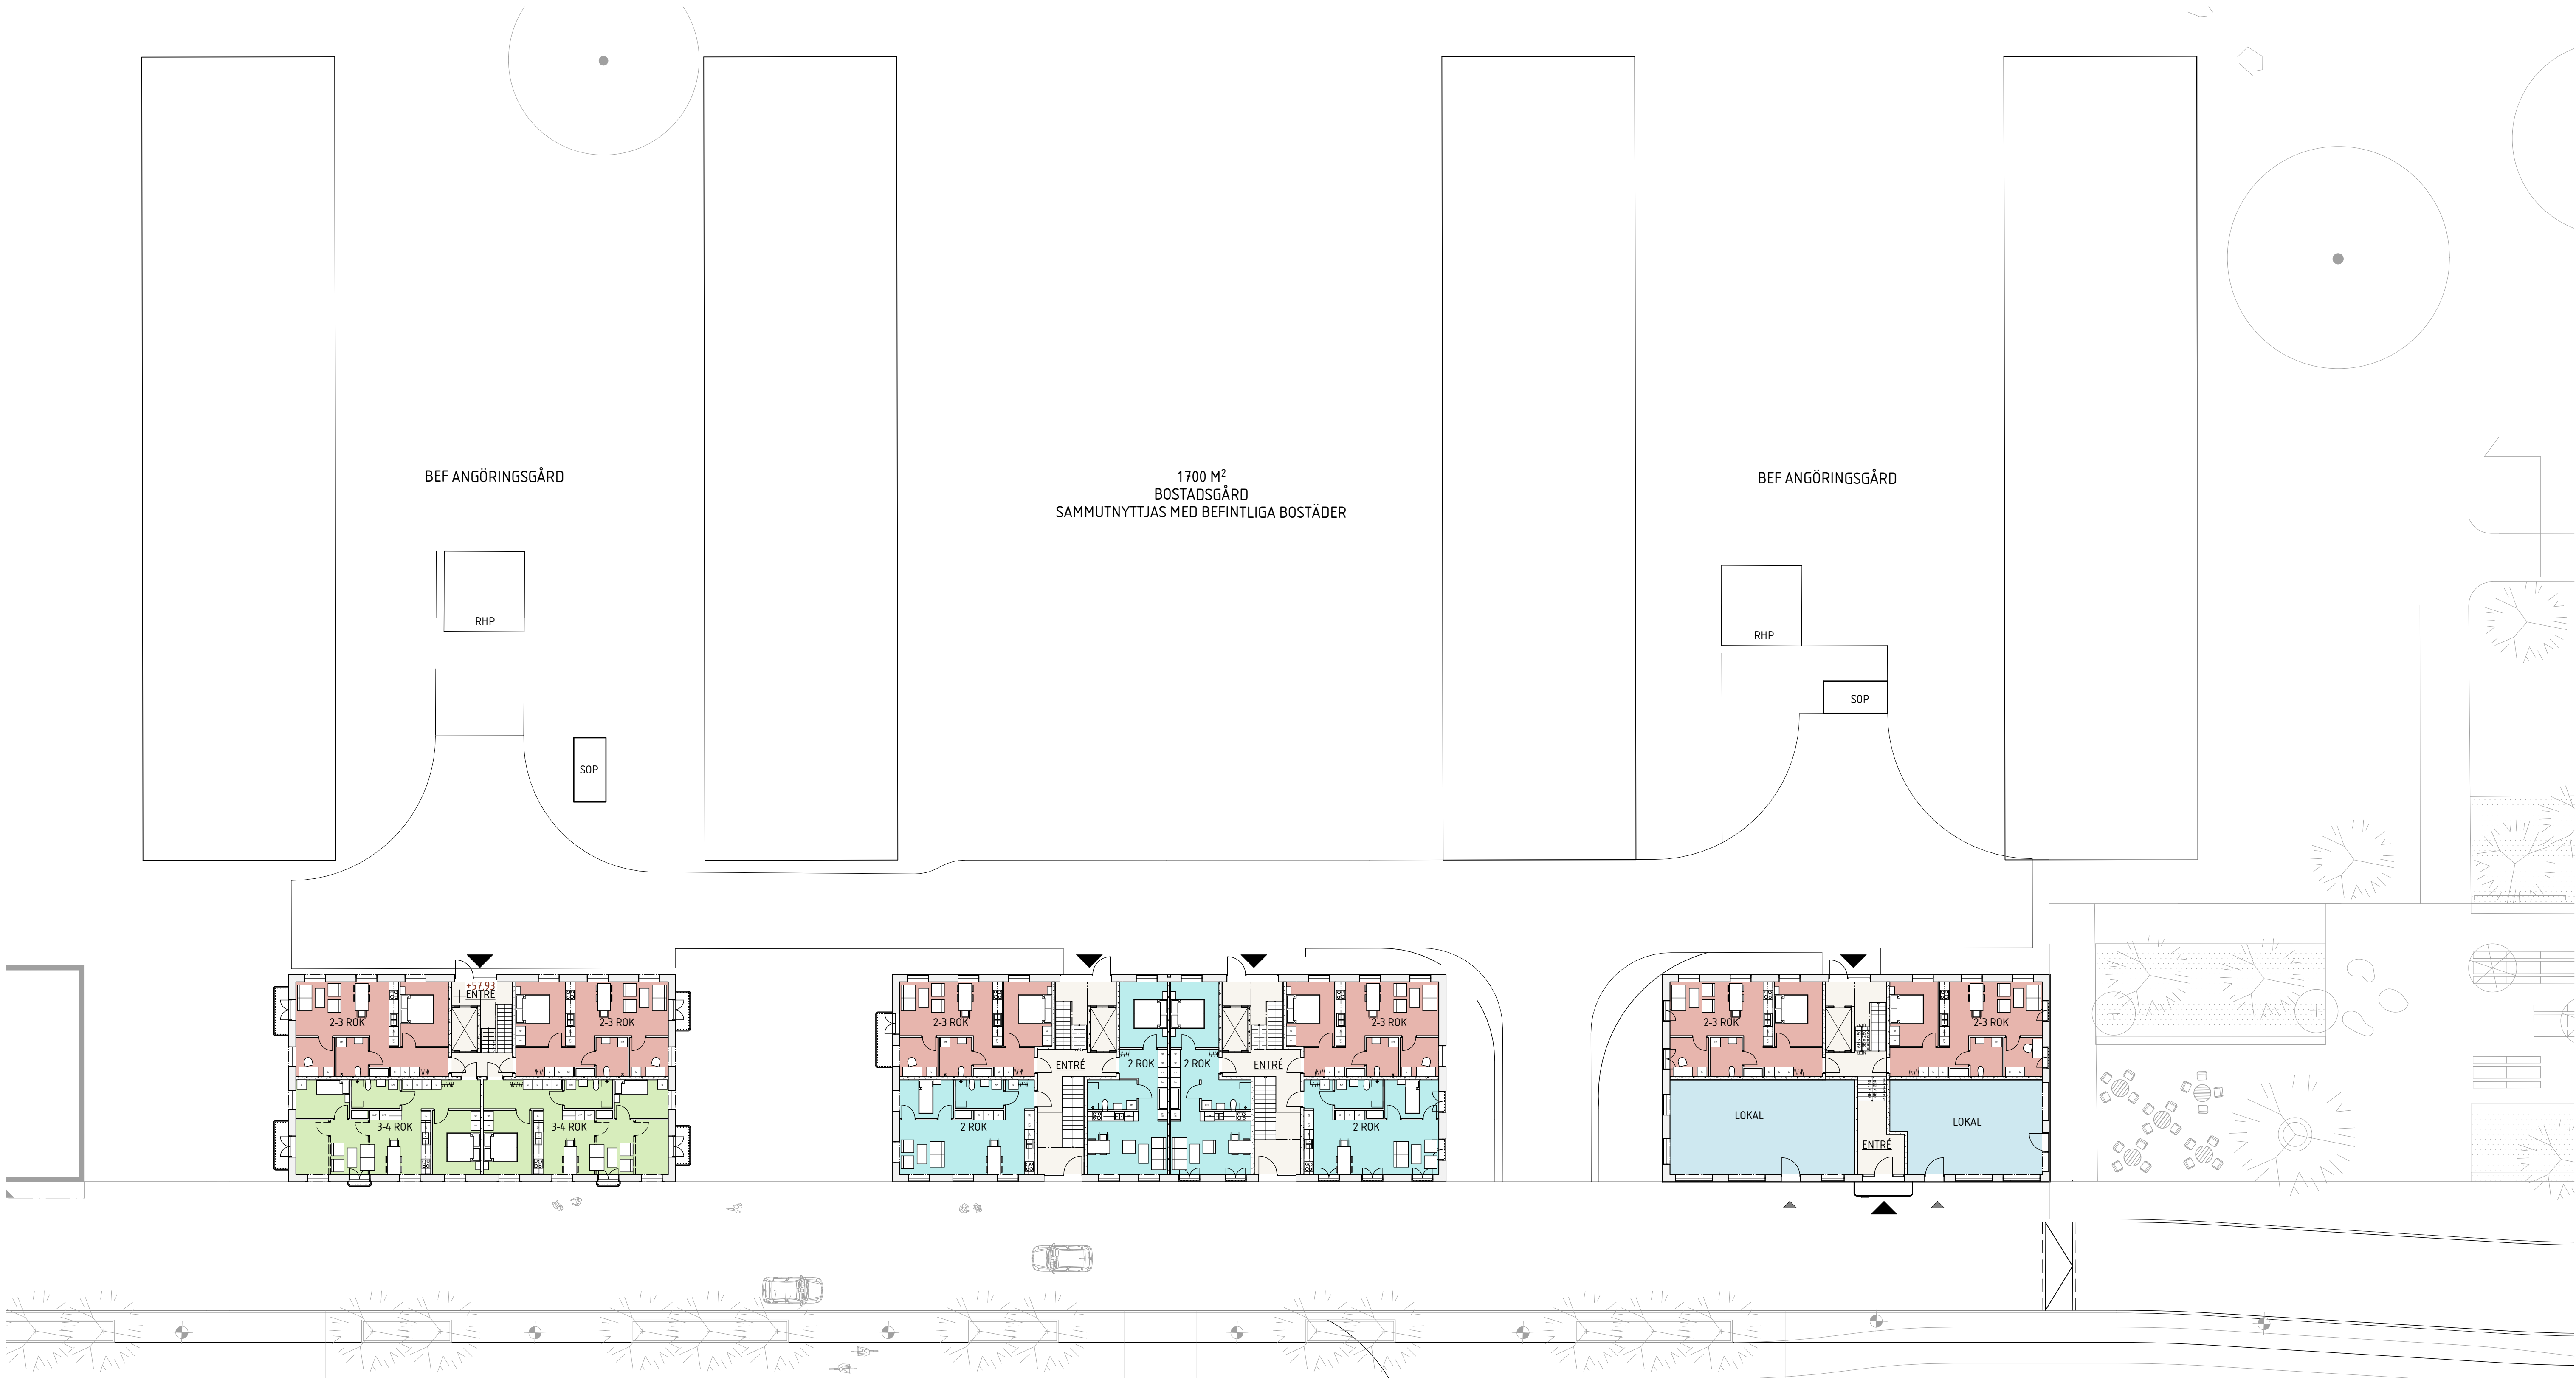 BEF ANGÖRINGSGÅRD
1700 M²
BOSTADSGÅRD
SAMMUTNYTTJAS MED BEFINTLIGA BOSTÄDER
BEF ANGÖRINGSGÅRD
RHP
RHP
SOP
SOP
+57.93
ENTRÉ
2-3 ROK
2-3 ROK
3-4 ROK
3-4 ROK
2-3 ROK
2-3 ROK
ENTRÉ
2 ROK
2 ROK
ENTRÉ
2 ROK
2 ROK
2-3 ROK
2-3 ROK
LOKAL
LOKAL
ENTRÉ